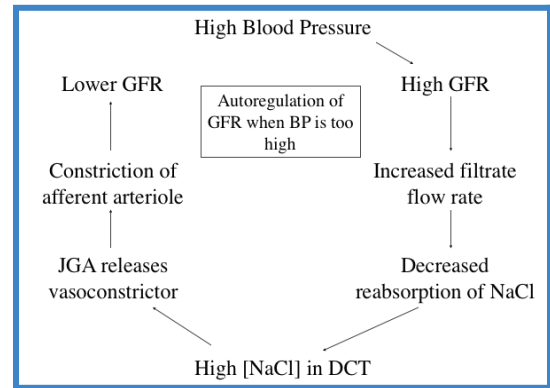 High Blood Pressure
High GFR
Increased filtrate
flow rate
Decreased
reabsorption of NaCl
High [NaCl] in DCT
JGA releases
vasoconstrictor
Constriction of
afferent arteriole
Lower GFR
Autoregulation of
GFR when BP is too
high